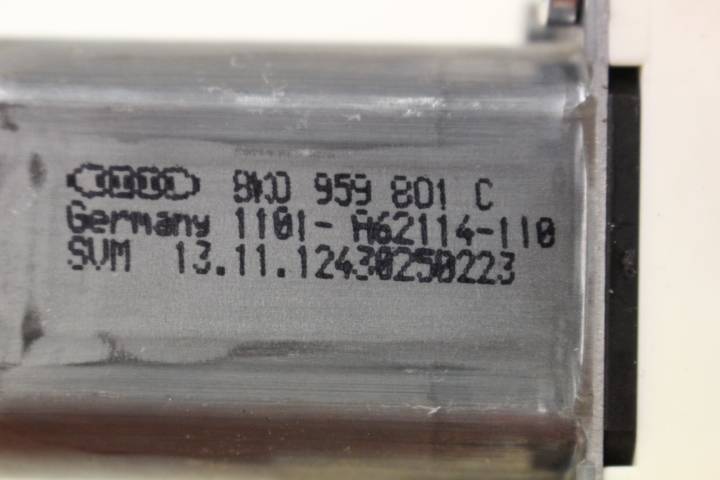 8K0 959 801 C
Germany 1101- A62114-110
SVM 13.11.12430250223